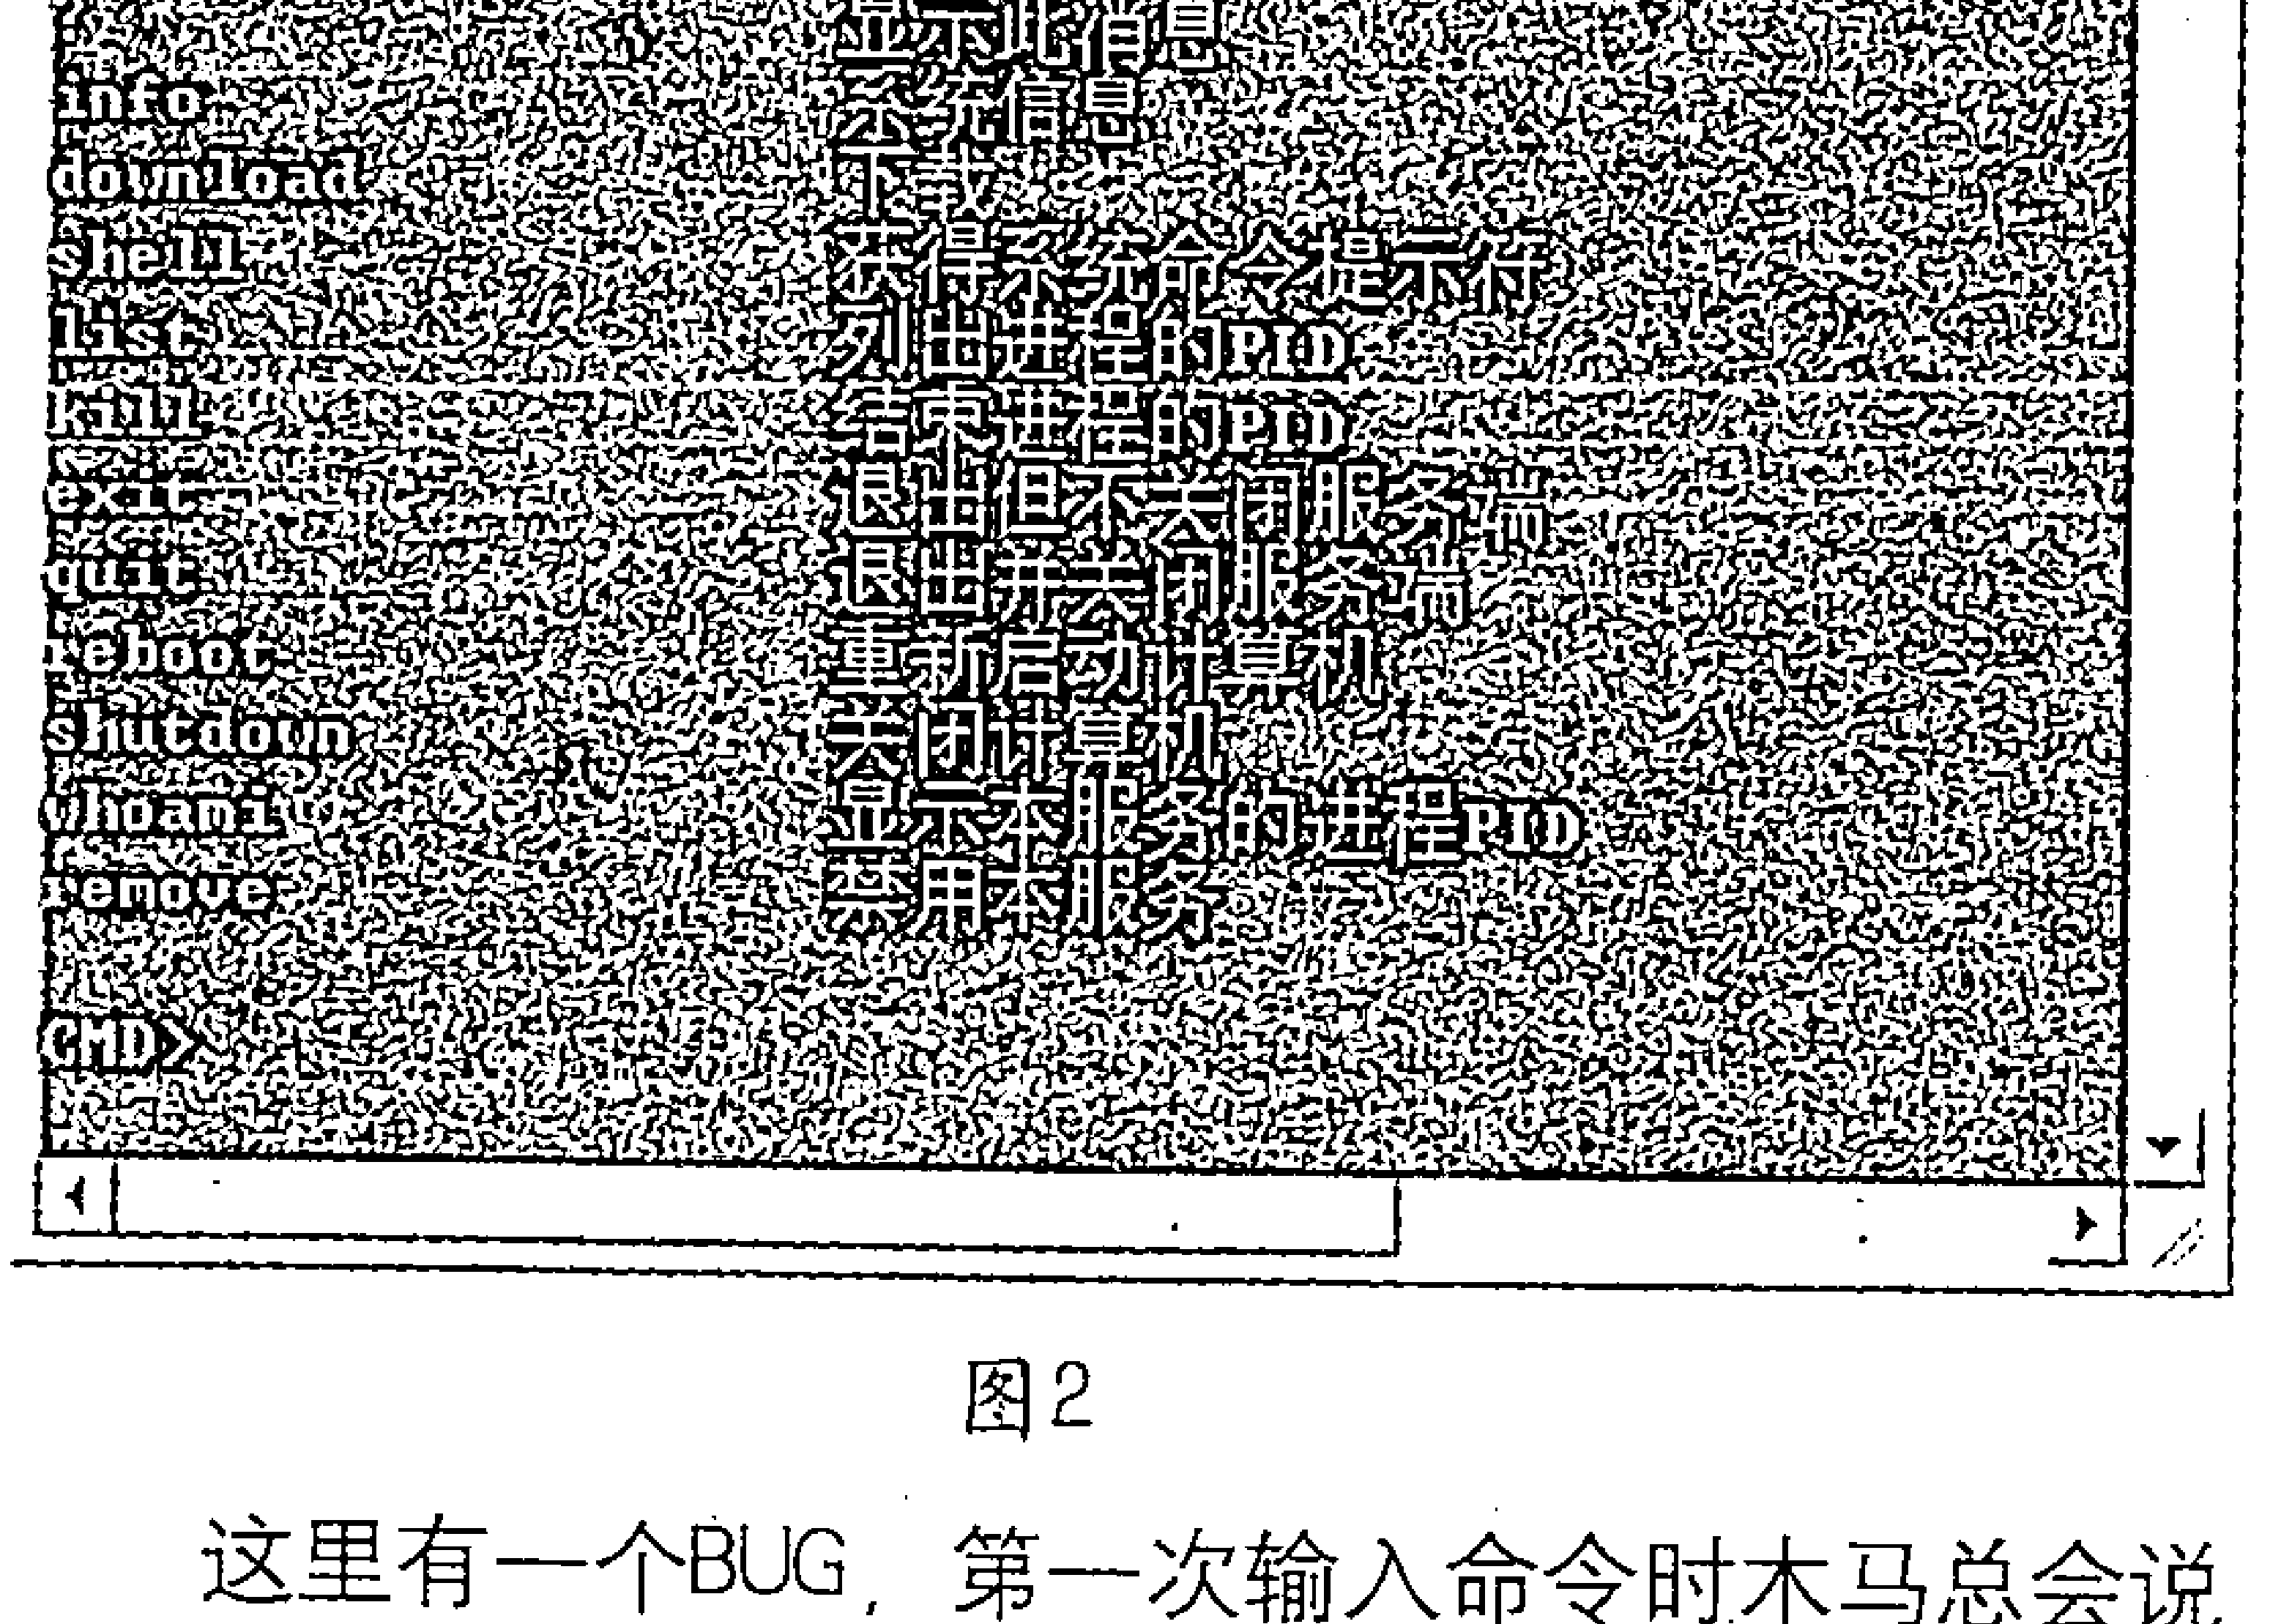 显示此消息
info 系统信息
download 下载
shell 获得系统命令提示符
list 列出进程的PID
kill 结束进程的PID
exit 退出但不关闭服务端
quit 退出并关闭服务端
reboot 重新启动计算机
shutdown 关闭计算机
whoami 显示本服务的进程PID
remove 禁用本服务
CMD>
图2
这里有一个BUG，第一次输入命令时木马总会说